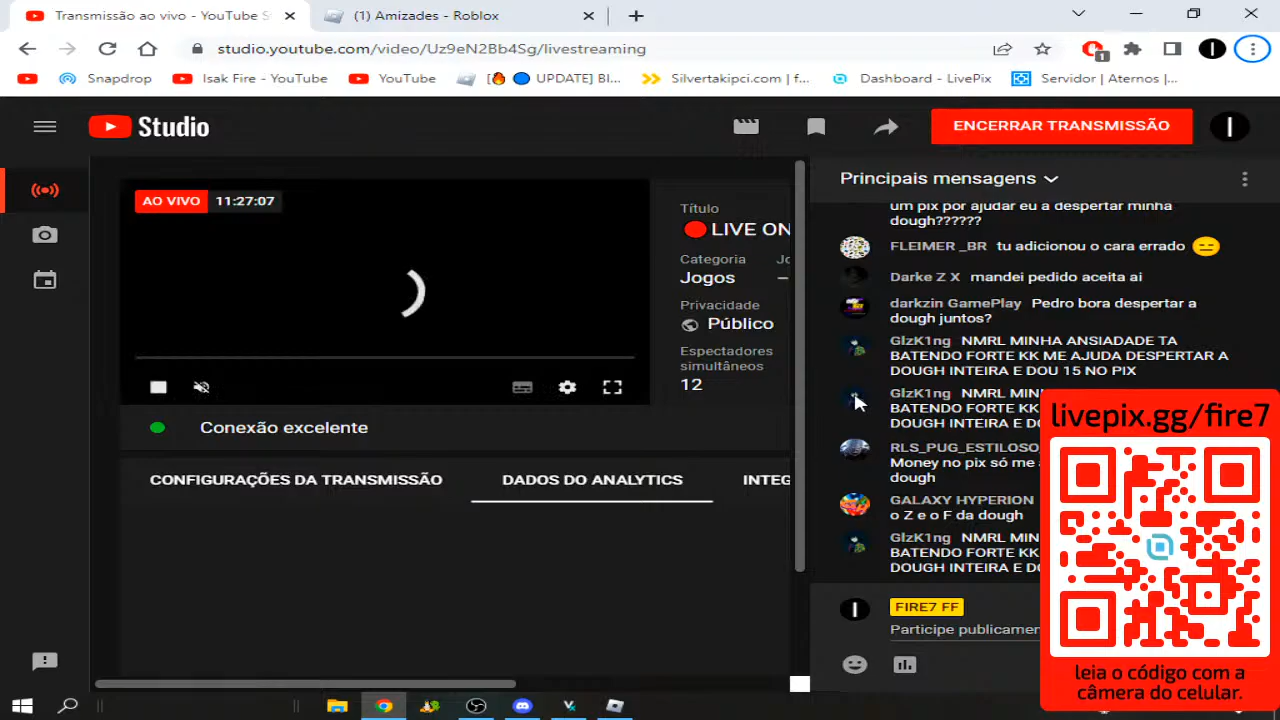 Transmissão ao vivo - YouTube S
(1) Amizades - Roblox
studio.youtube.com/video/Uz9eN2Bb4Sg/livestreaming
1
I
Snapdrop
Isak Fire - YouTube
YouTube
[🔥 🔵 UPDATE] Bl...
Silvertakipci.com | f...
Dashboard - LivePix
Servidor | Aternos |...
Studio
ENCERRAR TRANSMISSÃO
I
AO VIVO 11:27:07
Título
🔴 LIVE ON
Categoria
Jogos
Privacidade
Público
Espectadores
simultâneos
12
Conexão excelente
CONFIGURAÇÕES DA TRANSMISSÃO
DADOS DO ANALYTICS
INTEG
Principais mensagens
um pix por ajudar eu a despertar minha
dough??????
FLEIMER _BR tu adicionou o cara errado 😑
Darke Z X mandei pedido aceita ai
darkzin GamePlay Pedro bora despertar a
dough juntos?
GlzK1ng NMRL MINHA ANSIADADE TA
BATENDO FORTE KK ME AJUDA DESPERTAR A
DOUGH INTEIRA E DOU 15 NO PIX
GlzK1ng NMRL MIN
BATENDO FORTE KK
DOUGH INTEIRA E D
RLS_PUG_ESTILOSO_
Money no pix só me
dough
GALAXY HYPERION
o Z e o F da dough
GlzK1ng NMRL MIN
BATENDO FORTE KK
DOUGH INTEIRA E D
I
FIRE7 FF
Participe publicamen
livepix.gg/fire7
leia o código com a
câmera do celular.